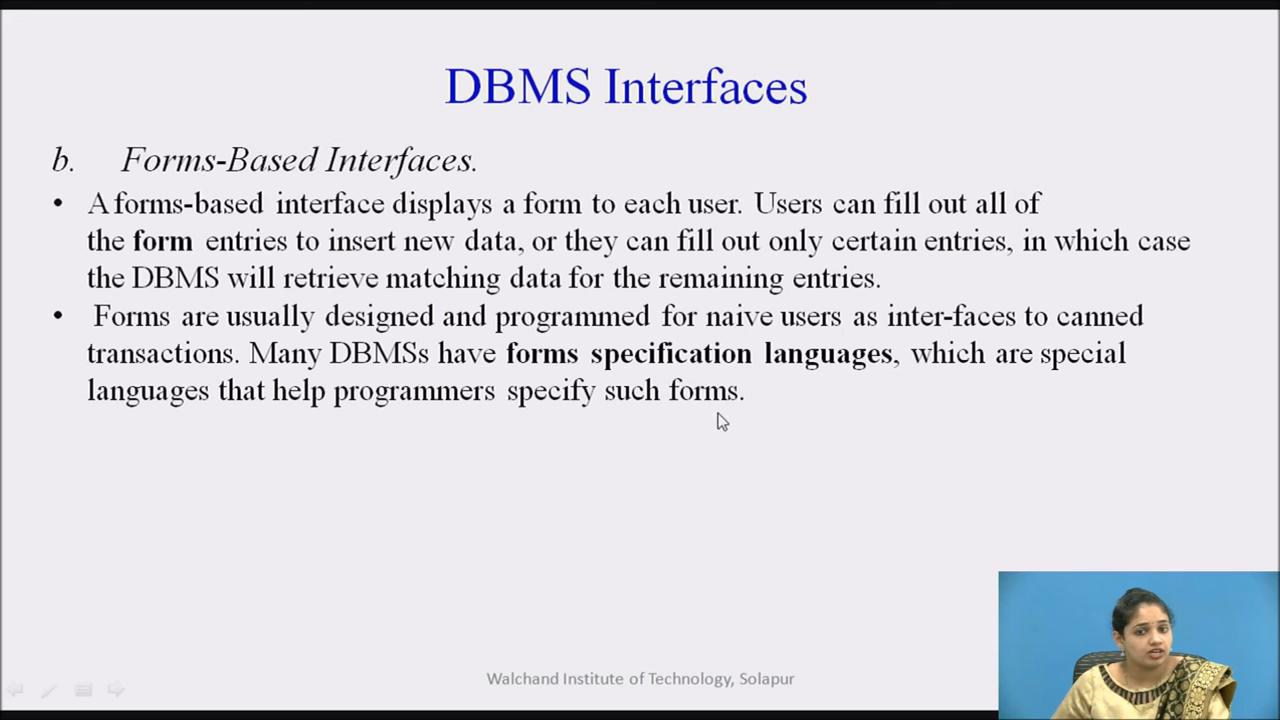 DBMS Interfaces
b. Forms-Based Interfaces.
• A forms-based interface displays a form to each user. Users can fill out all of
the form entries to insert new data, or they can fill out only certain entries, in which case
the DBMS will retrieve matching data for the remaining entries.
• Forms are usually designed and programmed for naive users as inter-faces to canned
transactions. Many DBMSs have forms specification languages, which are special
languages that help programmers specify such forms.
Walchand Institute of Technology, Solapur